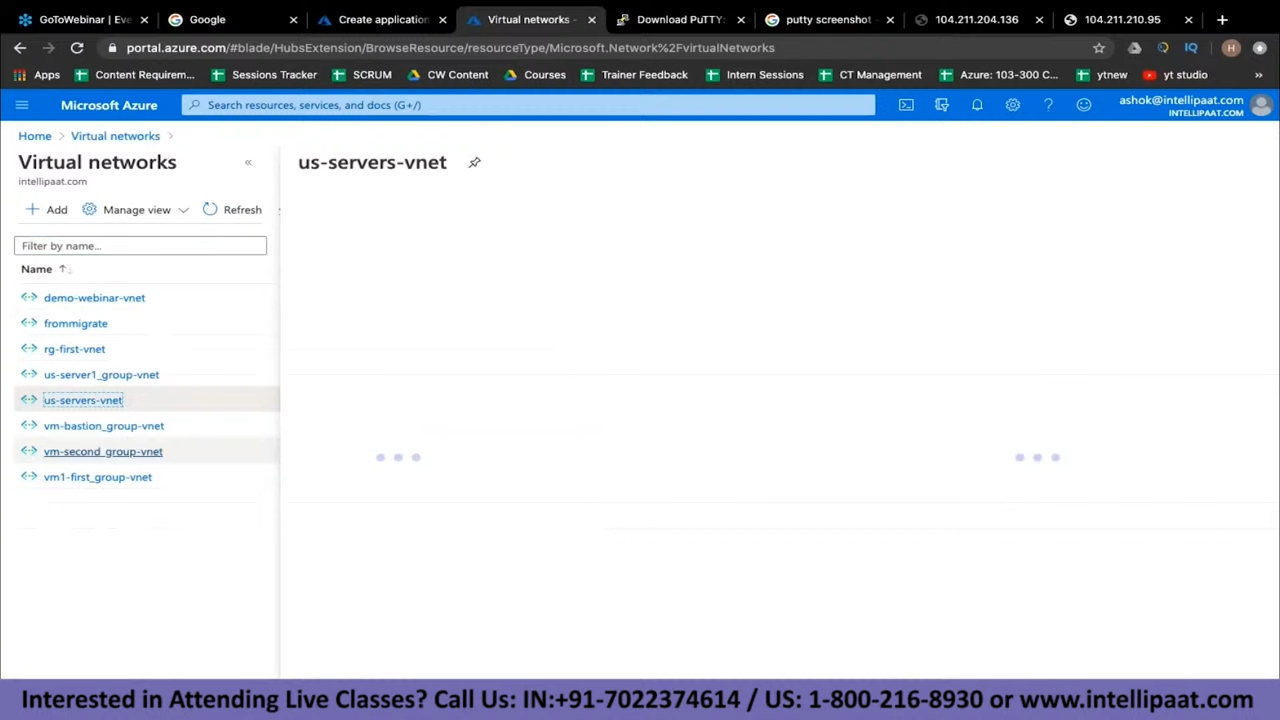 GoToWebinar | Eve
Google
Create application
Virtual networks -
Download PuTTY:
putty screenshot
104.211.204.136
104.211.210.95
portal.azure.com/#blade/HubsExtension/BrowseResource/resourceType/Microsoft.Network%2FvirtualNetworks
H
Apps
Content Requirem...
Sessions Tracker
SCRUM
CW Content
Courses
Trainer Feedback
Intern Sessions
CT Management
Azure: 103-300 C...
ytnew
yt studio
»
Microsoft Azure
Search resources, services, and docs (G+/)
ashok@intellipaat.com
INTELLIPAAT.COM
Home > Virtual networks >
Virtual networks
«
us-servers-vnet
intellipaat.com
+ Add
Manage view
Refresh
Filter by name...
Name ↑↓
demo-webinar-vnet
frommigrate
rg-first-vnet
us-server1_group-vnet
us-servers-vnet
vm-bastion_group-vnet
vm-second_group-vnet
vm1-first_group-vnet
Interested in Attending Live Classes? Call Us: IN:+91-7022374614 / US: 1-800-216-8930 or www.intellipaat.com